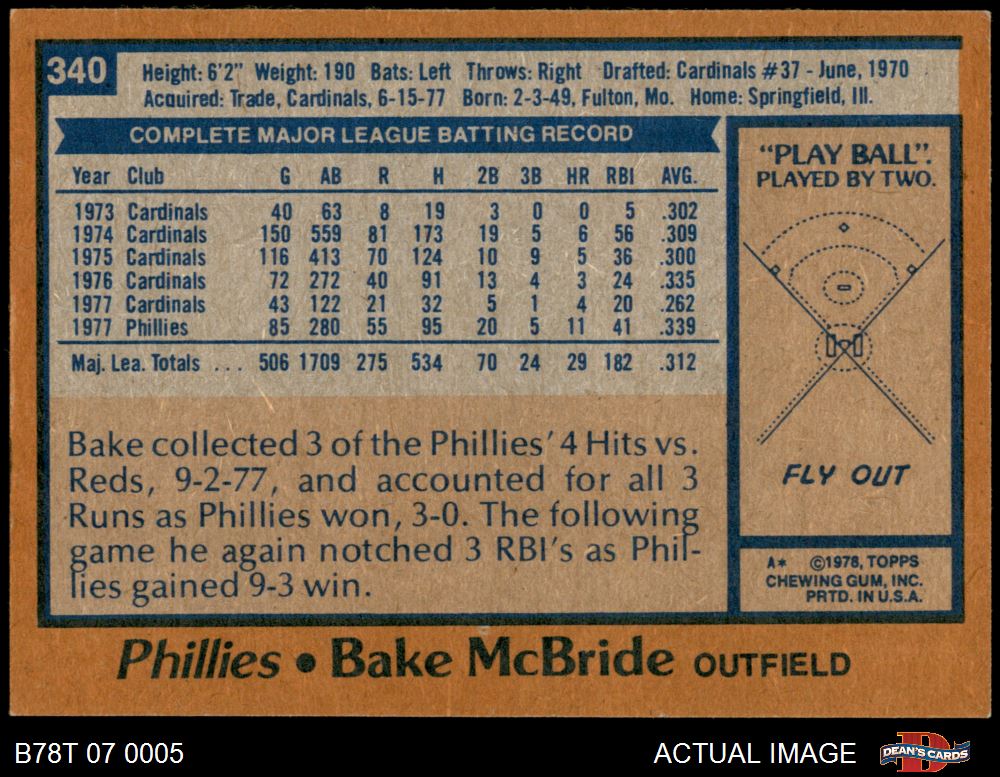 340
Height: 6'2" Weight: 190 Bats: Left Throws: Right Drafted: Cardinals #37 - June, 1970
Acquired: Trade, Cardinals, 6-15-77 Born: 2-3-49, Fulton, Mo. Home: Springfield, Ill.
COMPLETE MAJOR LEAGUE BATTING RECORD
Year Club G AB R H 2B 3B HR RBI AVG.
1973 Cardinals 40 63 8 19 3 0 0 5 .302
1974 Cardinals 150 559 81 173 19 5 6 56 .309
1975 Cardinals 116 413 70 124 10 9 5 36 .300
1976 Cardinals 72 272 40 91 13 4 3 24 .335
1977 Cardinals 43 122 21 32 5 1 4 20 .262
1977 Phillies 85 280 55 95 20 5 11 41 .339
Maj. Lea. Totals ... 506 1709 275 534 70 24 29 182 .312
Bake collected 3 of the Phillies' 4 Hits vs.
Reds, 9-2-77, and accounted for all 3
Runs as Phillies won, 3-0. The following
game he again notched 3 RBI's as Phil-
lies gained 9-3 win.
"PLAY BALL".
PLAYED BY TWO.
FLY OUT
A* ©1978, TOPPS
CHEWING GUM, INC.
PRTD. IN U.S.A.
Phillies • Bake McBride OUTFIELD
B78T 07 0005
ACTUAL IMAGE
DEAN'S CARDS